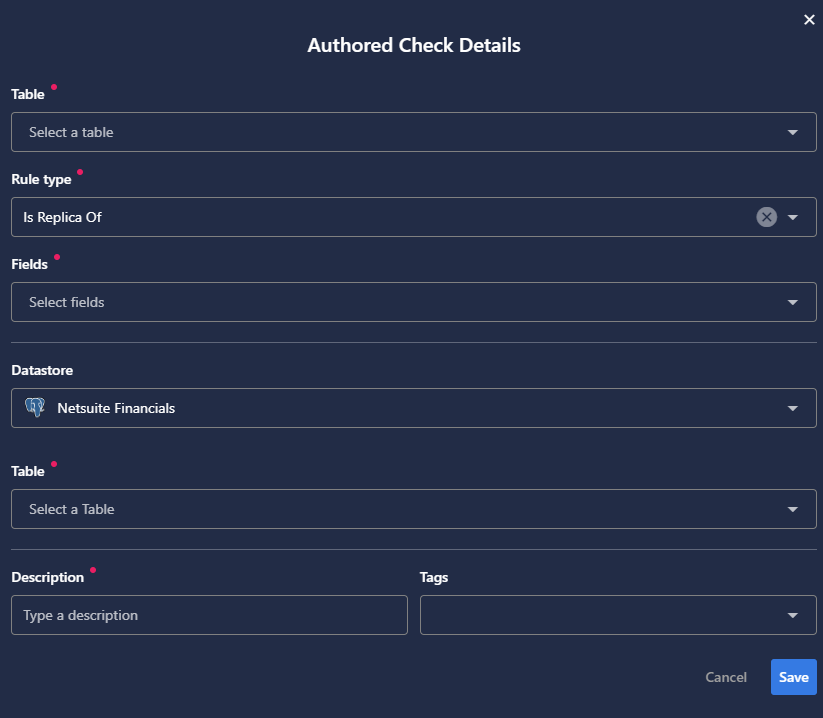 Authored Check Details
Table
Select a table
Rule type
Is Replica Of
Fields
Select fields
Datastore
Netsuite Financials
Table
Select a Table
Description
Tags
Type a description
Cancel
Save